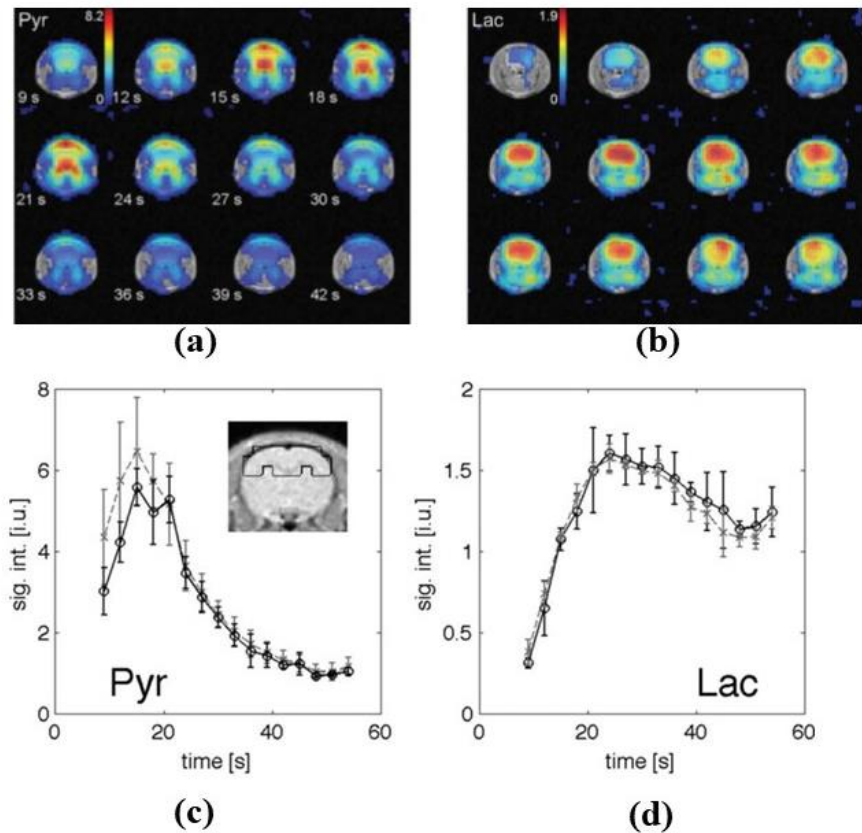 Pyr
8.2
0
9 s
12 s
15 s
18 s
21 s
24 s
27 s
30 s
33 s
36 s
39 s
42 s
(a)
Lac
1.9
0
(b)
8
6
4
2
0
sig. int. [i.u.]
Pyr
0
20
40
60
time [s]
(c)
2
1.5
1
0.5
0
sig. int. [i.u.]
Lac
0
20
40
60
time [s]
(d)